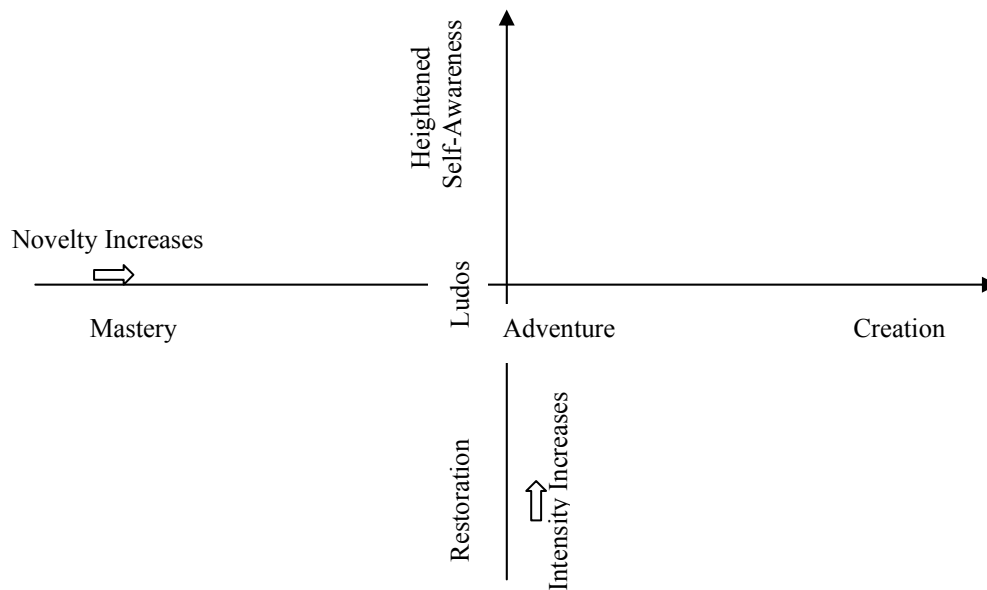 Heightened
Self-Awareness
Novelty Increases
Ludos
Mastery
Adventure
Creation
Restoration
Intensity Increases